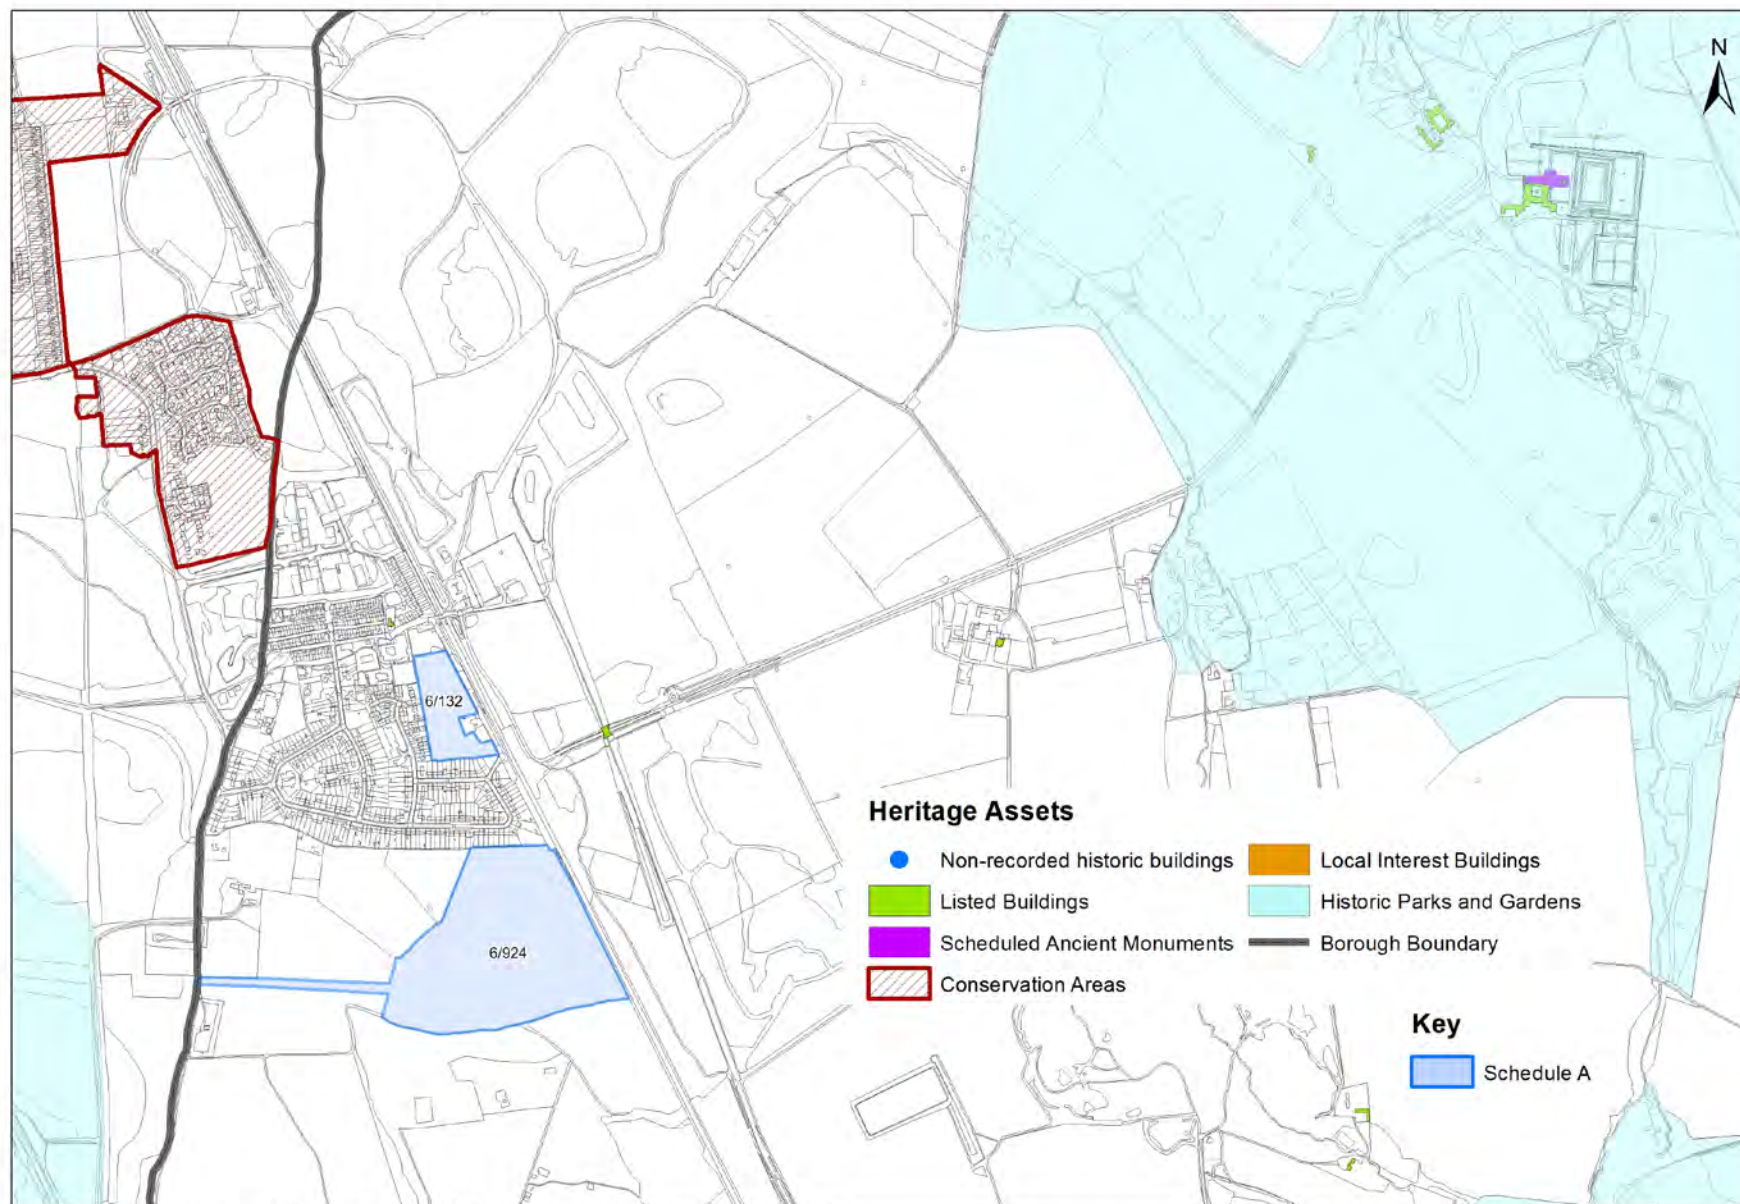 N
6/132
6/924
Heritage Assets
Non-recorded historic buildings
Local Interest Buildings
Listed Buildings
Historic Parks and Gardens
Scheduled Ancient Monuments
Borough Boundary
Conservation Areas
Key
Schedule A